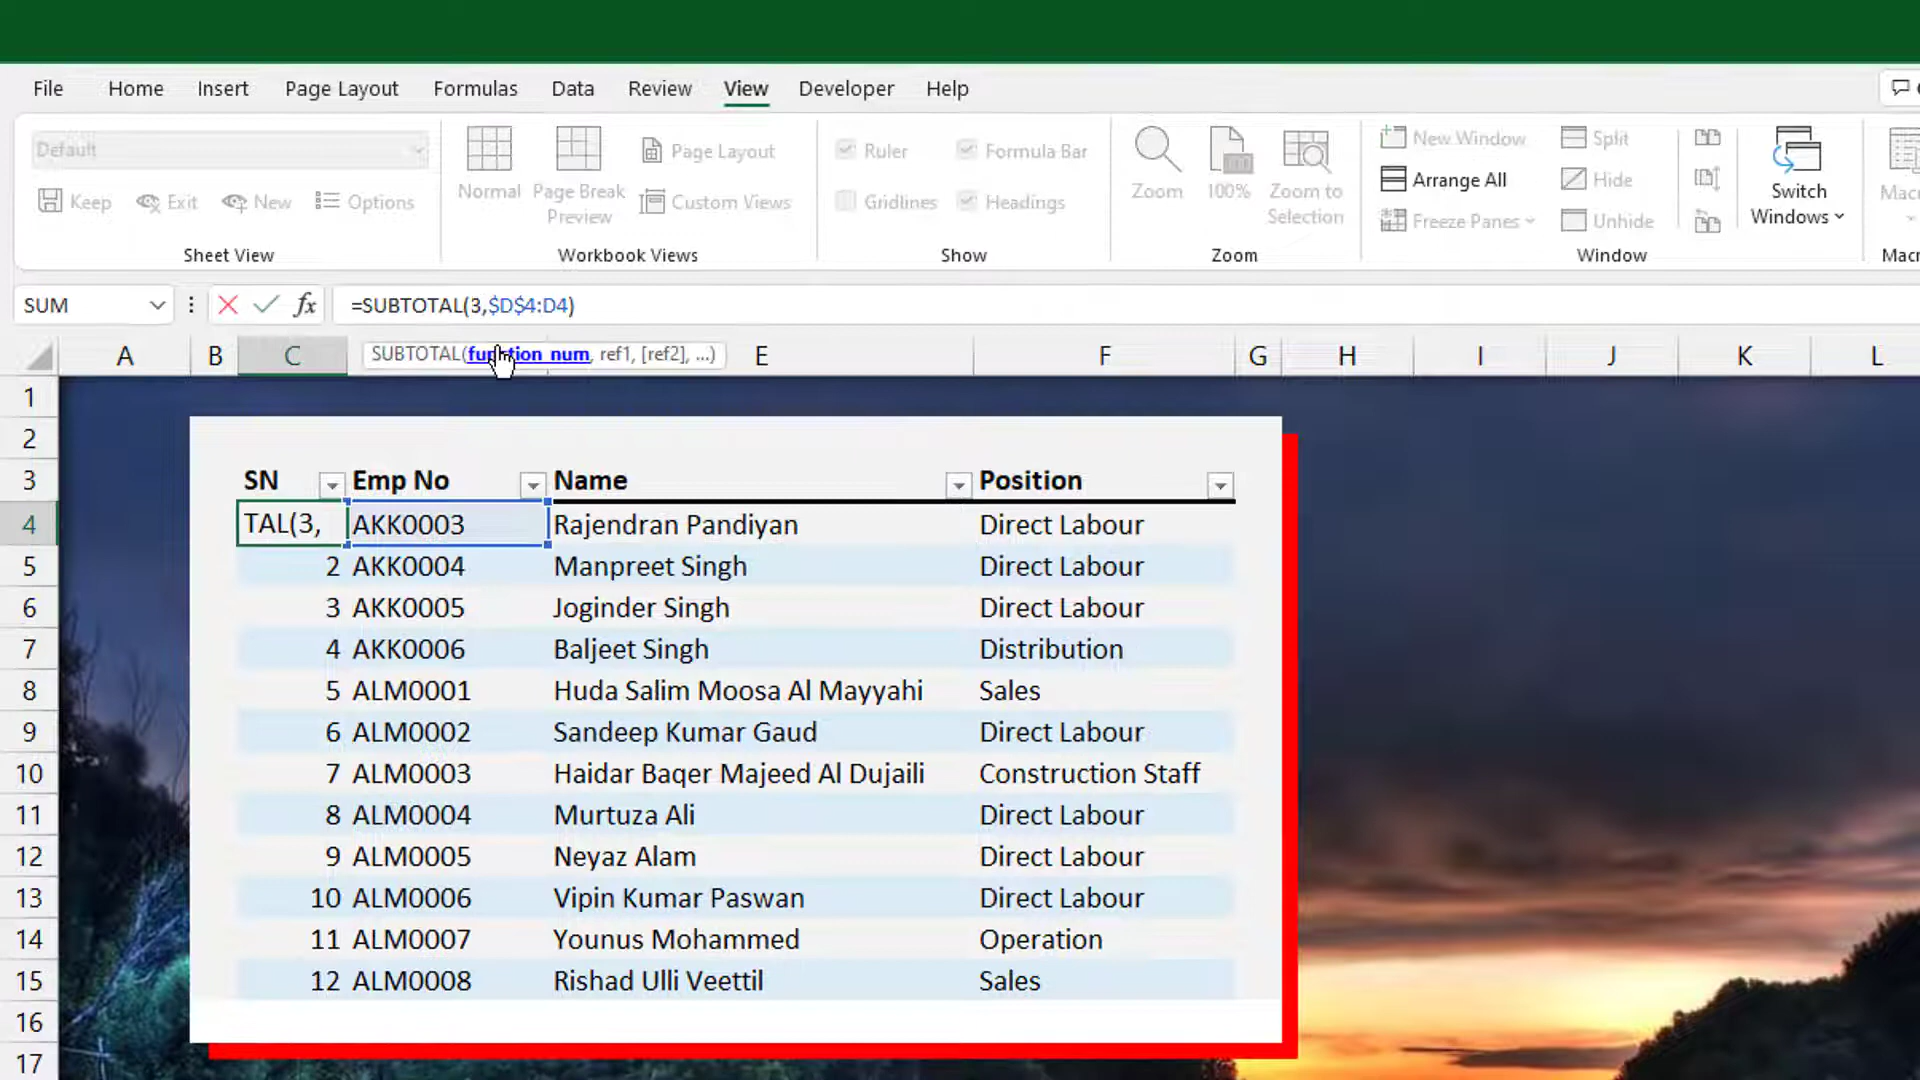 File Home Insert Page Layout Formulas Data Review View Developer Help
Default
Keep Exit New Options
Sheet View
Normal
Page Break Preview
Page Layout
Custom Views
Workbook Views
Ruler Formula Bar
Gridlines Headings
Show
Zoom 100% Zoom to Selection
Zoom
New Window
Arrange All
Freeze Panes
Split
Hide
Unhide
Switch Windows
Window
SUM fx =SUBTOTAL(3,$D$4:D4)
SUBTOTAL(function_num, ref1, [ref2], ...)
A B C E F G H I J K L
1
2
3 SN Emp No Name Position
4 TAL(3, AKK0003 Rajendran Pandiyan Direct Labour
5 2 AKK0004 Manpreet Singh Direct Labour
6 3 AKK0005 Joginder Singh Direct Labour
7 4 AKK0006 Baljeet Singh Distribution
8 5 ALM0001 Huda Salim Moosa Al Mayyahi Sales
9 6 ALM0002 Sandeep Kumar Gaud Direct Labour
10 7 ALM0003 Haidar Baqer Majeed Al Dujaili Construction Staff
11 8 ALM0004 Murtuza Ali Direct Labour
12 9 ALM0005 Neyaz Alam Direct Labour
13 10 ALM0006 Vipin Kumar Paswan Direct Labour
14 11 ALM0007 Younus Mohammed Operation
15 12 ALM0008 Rishad Ulli Veettil Sales
16
17